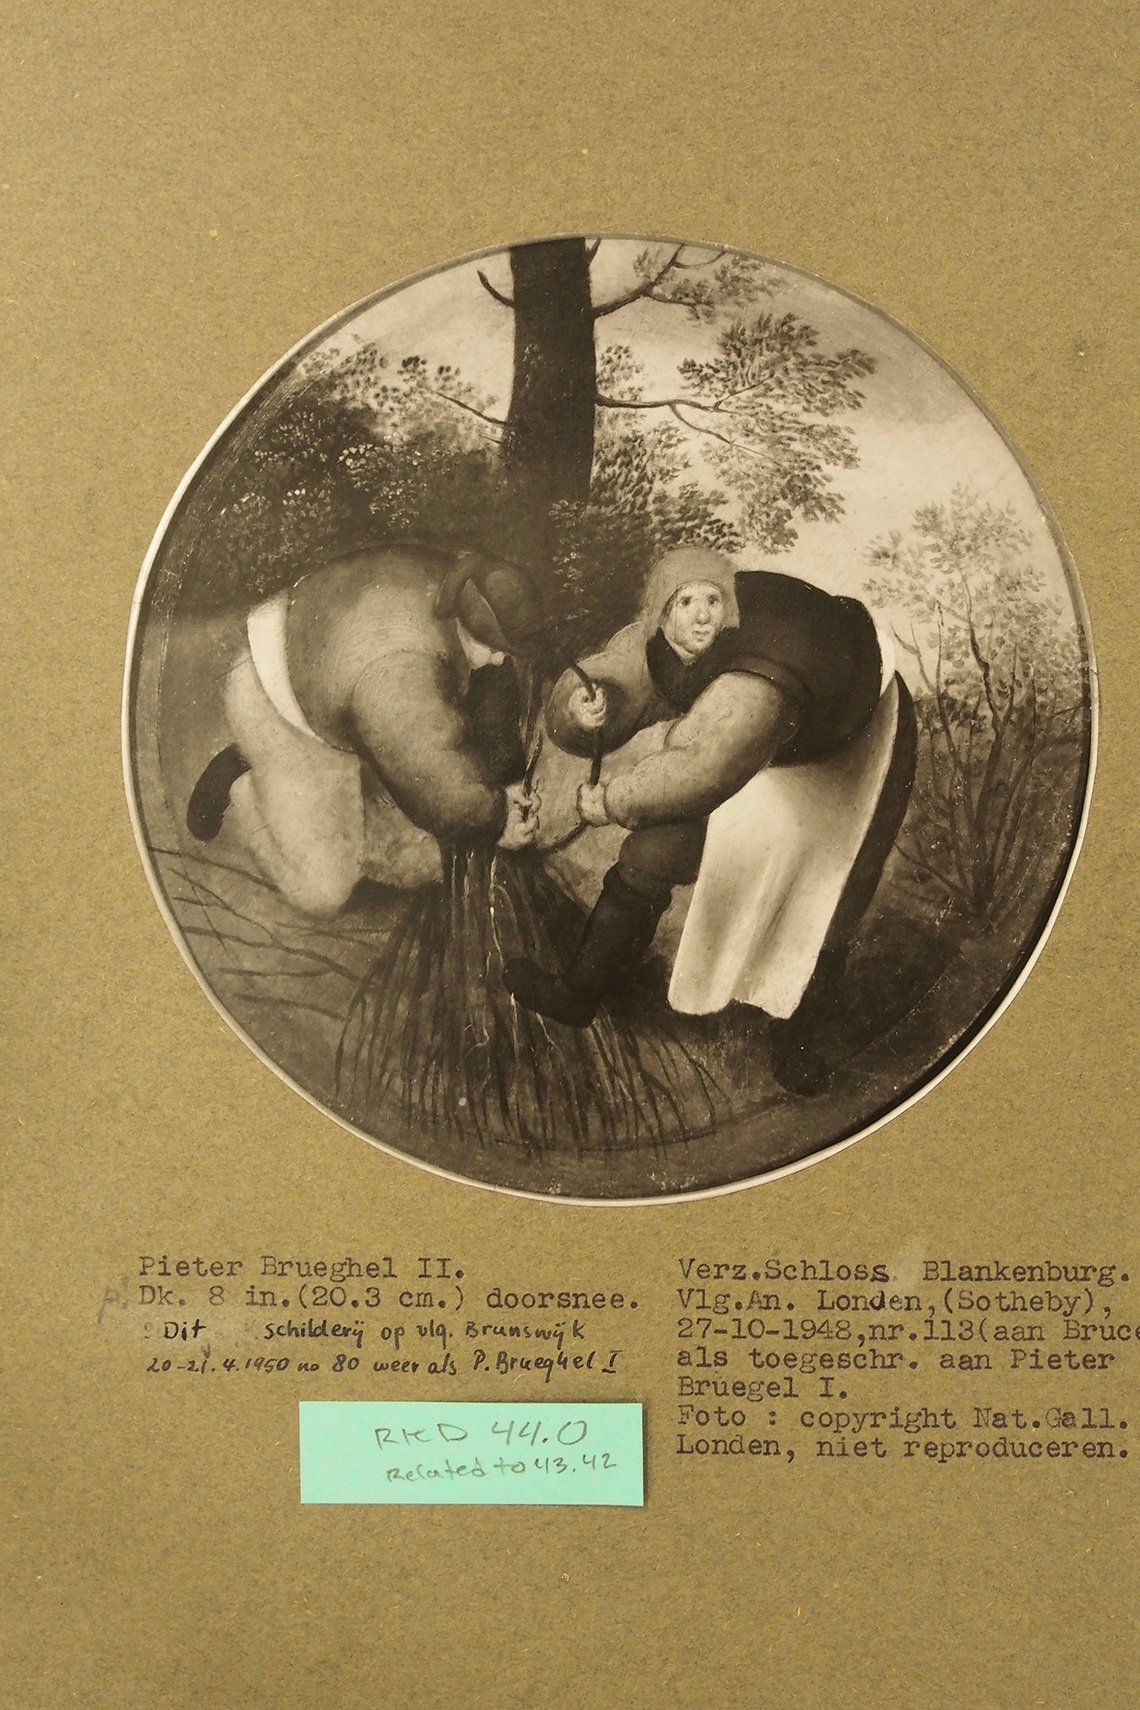 Pieter Brueghel II.
Dk. 8 in.(20.3 cm.) doorsnee.
Dit schilderij op vlg. Brunswijk
20-21.4.1950 no 80 weer als P. Brueghel I
Verz.Schloss Blankenburg.
Vlg.An. Londen,(Sotheby),
27-10-1948,nr.113(aan Bruce
als toegeschr. aan Pieter
Bruegel I.
Foto : copyright Nat.Gall.
Londen, niet reproduceren.
RKD 44.0
Related to 43.42